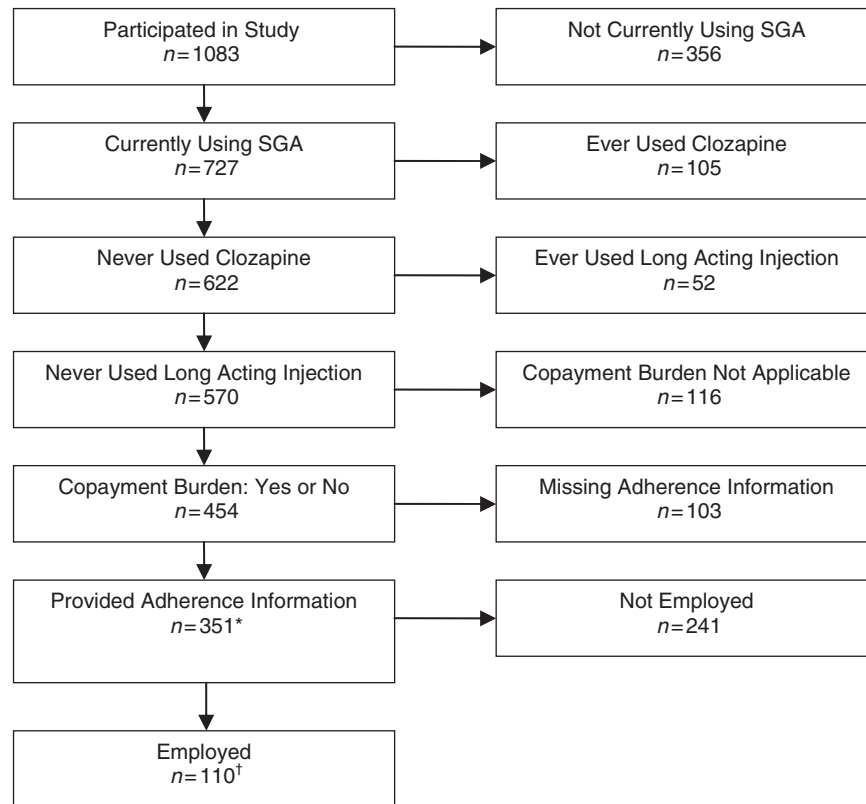 Participated in Study
n=1083
Not Currently Using SGA
n=356
Currently Using SGA
n=727
Ever Used Clozapine
n=105
Never Used Clozapine
n=622
Ever Used Long Acting Injection
n=52
Never Used Long Acting Injection
n=570
Copayment Burden Not Applicable
n=116
Copayment Burden: Yes or No
n=454
Missing Adherence Information
n=103
Provided Adherence Information
n=351*
Not Employed
n=241
Employed
n=110†